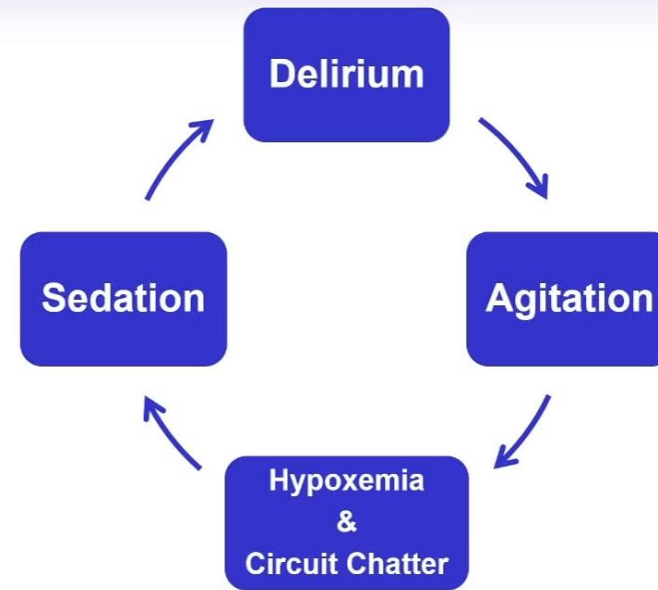 Delirium
Agitation
Hypoxemia
&
Circuit Chatter
Sedation